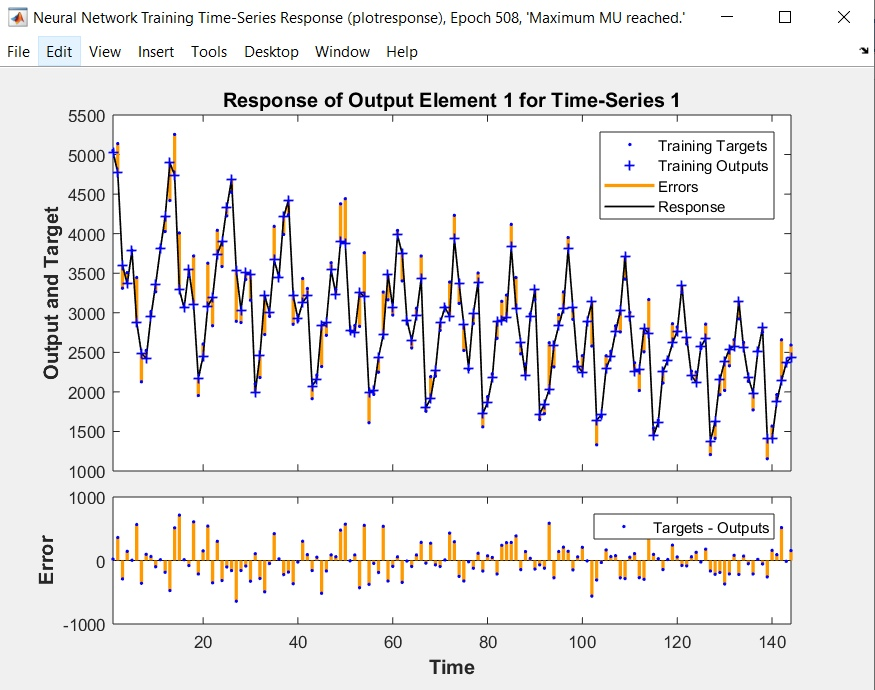 Neural Network Training Time-Series Response (plotresponse), Epoch 508, 'Maximum MU reached.'
File Edit View Insert Tools Desktop Window Help
Response of Output Element 1 for Time-Series 1
Output and Target
5500
5000
4500
4000
3500
3000
2500
2000
1500
1000
Training Targets
Training Outputs
Errors
Response
Error
1000
0
-1000
Targets - Outputs
20 40 60 80 100 120 140
Time